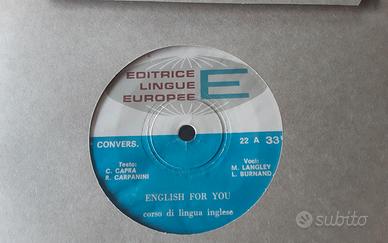 EDITRICE
LINGUE
EUROPEE
E
CONVERS.
22 A 33'
Testo:
C. CAPRA
R. CARPANINI
Voci:
M. LANGLEY
L. BURNAND
ENGLISH FOR YOU
corso di lingua inglese
subito